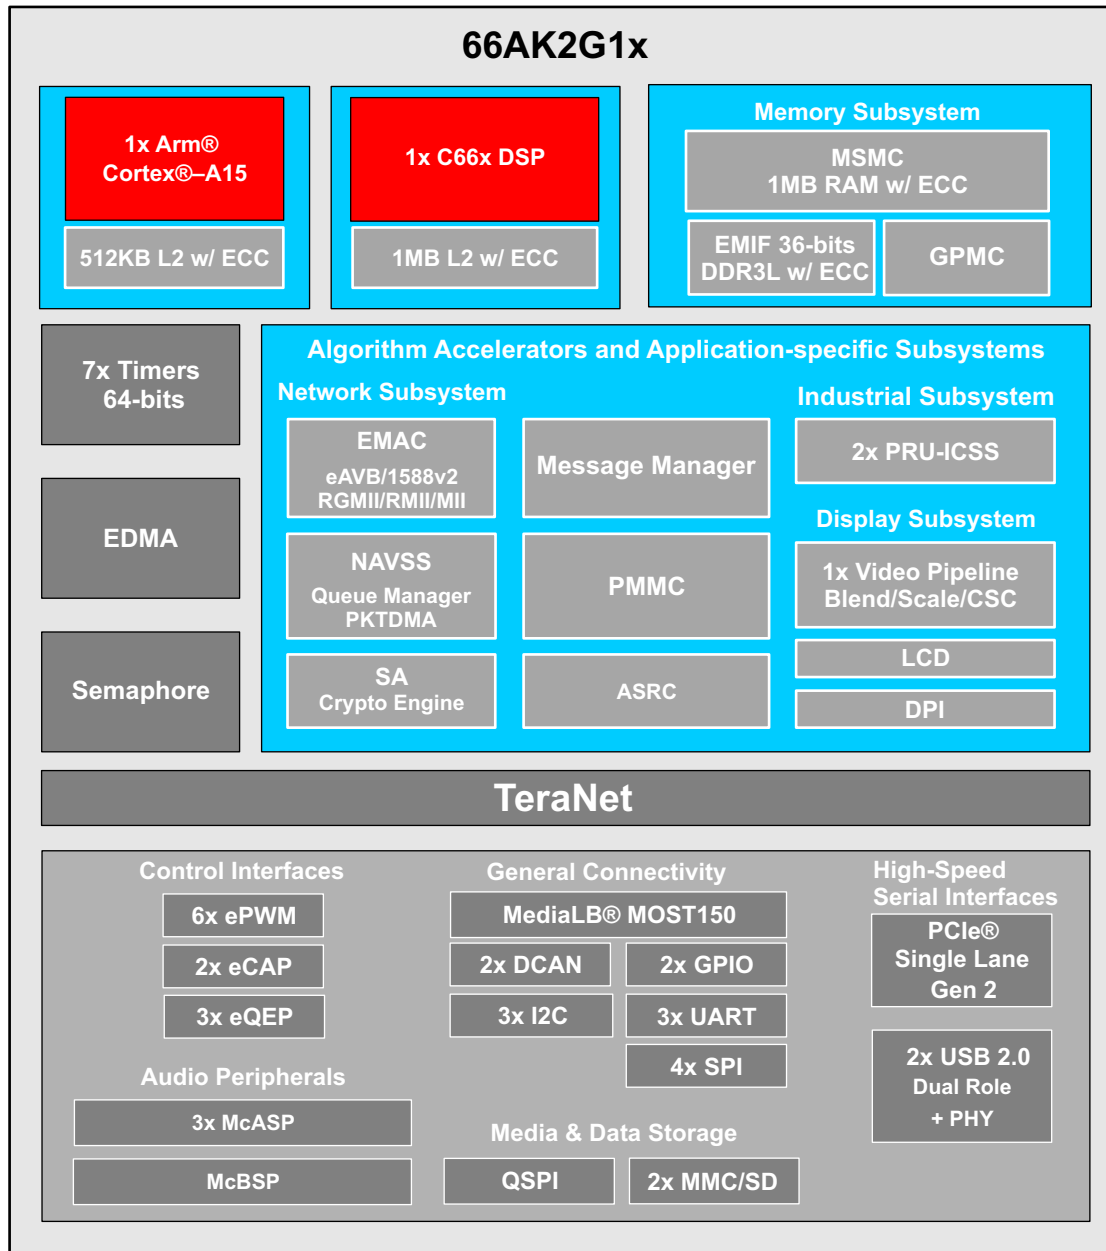 66AK2G1x
1x Arm®
Cortex®–A15
512KB L2 w/ ECC
1x C66x DSP
1MB L2 w/ ECC
Memory Subsystem
MSMC
1MB RAM w/ ECC
EMIF 36-bits
DDR3L w/ ECC
GPMC
7x Timers
64-bits
EDMA
Semaphore
Algorithm Accelerators and Application-specific Subsystems
Network Subsystem
EMAC
eAVB/1588v2
RGMII/RMII/MII
NAVSS
Queue Manager
PKTDMA
SA
Crypto Engine
Message Manager
PMMC
ASRC
Industrial Subsystem
2x PRU-ICSS
Display Subsystem
1x Video Pipeline
Blend/Scale/CSC
LCD
DPI
TeraNet
Control Interfaces
6x ePWM
2x eCAP
3x eQEP
Audio Peripherals
3x McASP
McBSP
General Connectivity
MediaLB® MOST150
2x DCAN
2x GPIO
3x I2C
3x UART
4x SPI
Media & Data Storage
QSPI
2x MMC/SD
High-Speed
Serial Interfaces
PCIe®
Single Lane
Gen 2
2x USB 2.0
Dual Role
+ PHY